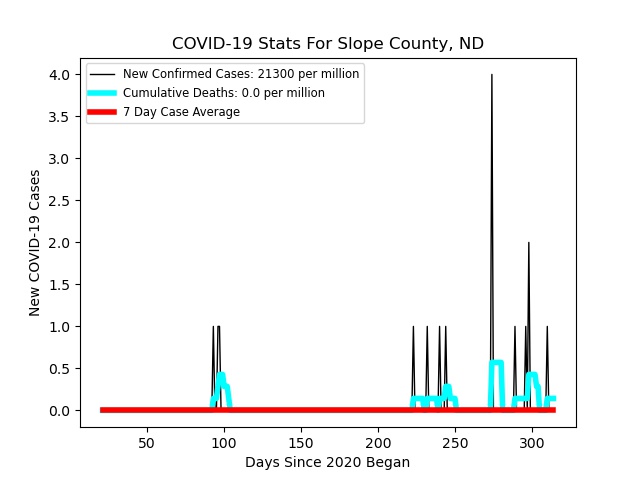 COVID-19 Stats For Slope County, ND
New Confirmed Cases: 21300 per million
Cumulative Deaths: 0.0 per million
7 Day Case Average
New COVID-19 Cases
4.0
3.5
3.0
2.5
2.0
1.5
1.0
0.5
0.0
50 100 150 200 250 300
Days Since 2020 Began